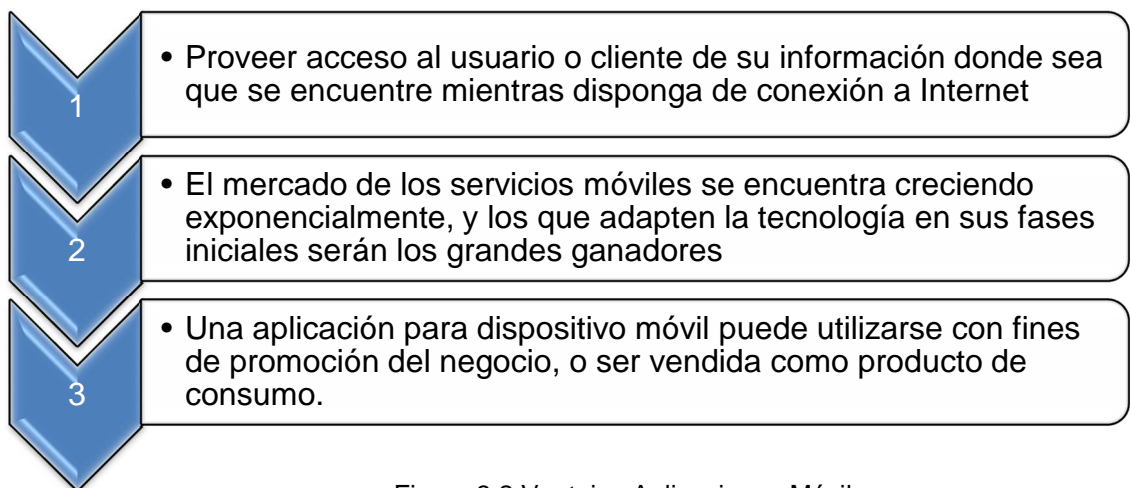 1
• Proveer acceso al usuario o cliente de su información donde sea
que se encuentre mientras disponga de conexión a Internet
2
• El mercado de los servicios móviles se encuentra creciendo
exponencialmente, y los que adapten la tecnología en sus fases
iniciales serán los grandes ganadores
3
• Una aplicación para dispositivo móvil puede utilizarse con fines
de promoción del negocio, o ser vendida como producto de
consumo.